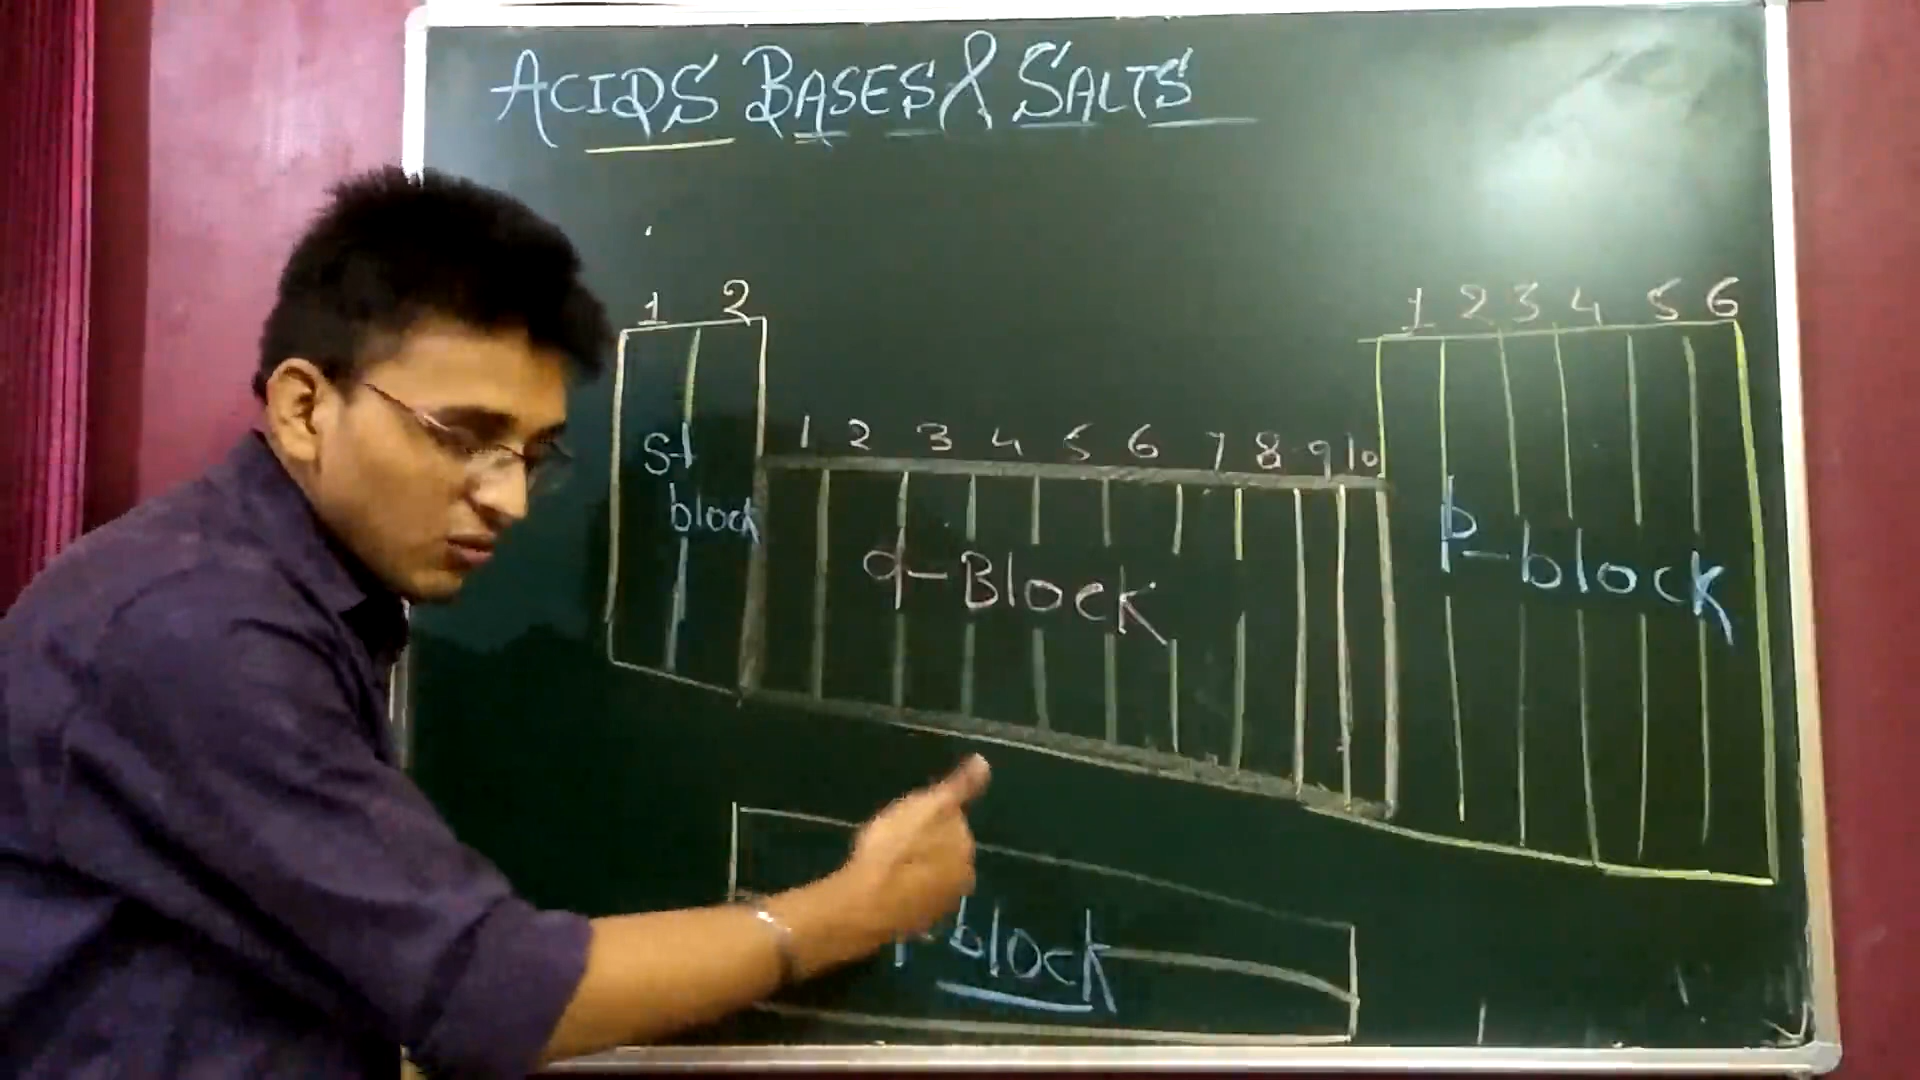 ACIDS BASES & SALTS
1 2
1 2 3 4 5 6
1 2 3 4 5 6 7 8 9 10
S-
block
d-Block
P-block
block